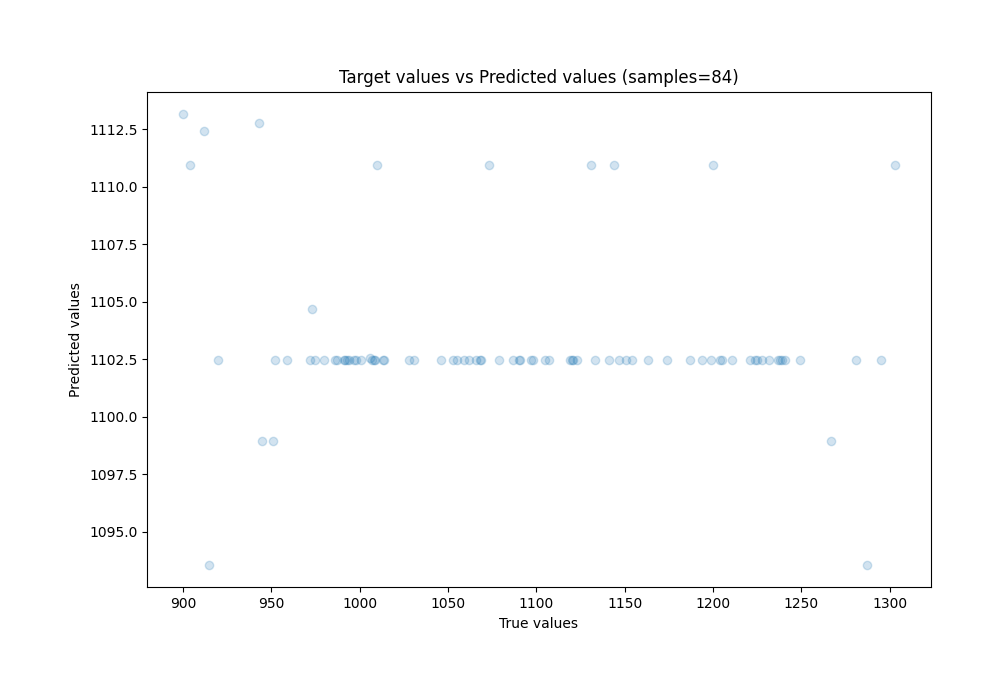 Target values vs Predicted values (samples=84)
1112.5
1110.0
1107.5
1105.0
1102.5
1100.0
1097.5
1095.0
Predicted values
900 950 1000 1050 1100 1150 1200 1250 1300
True values